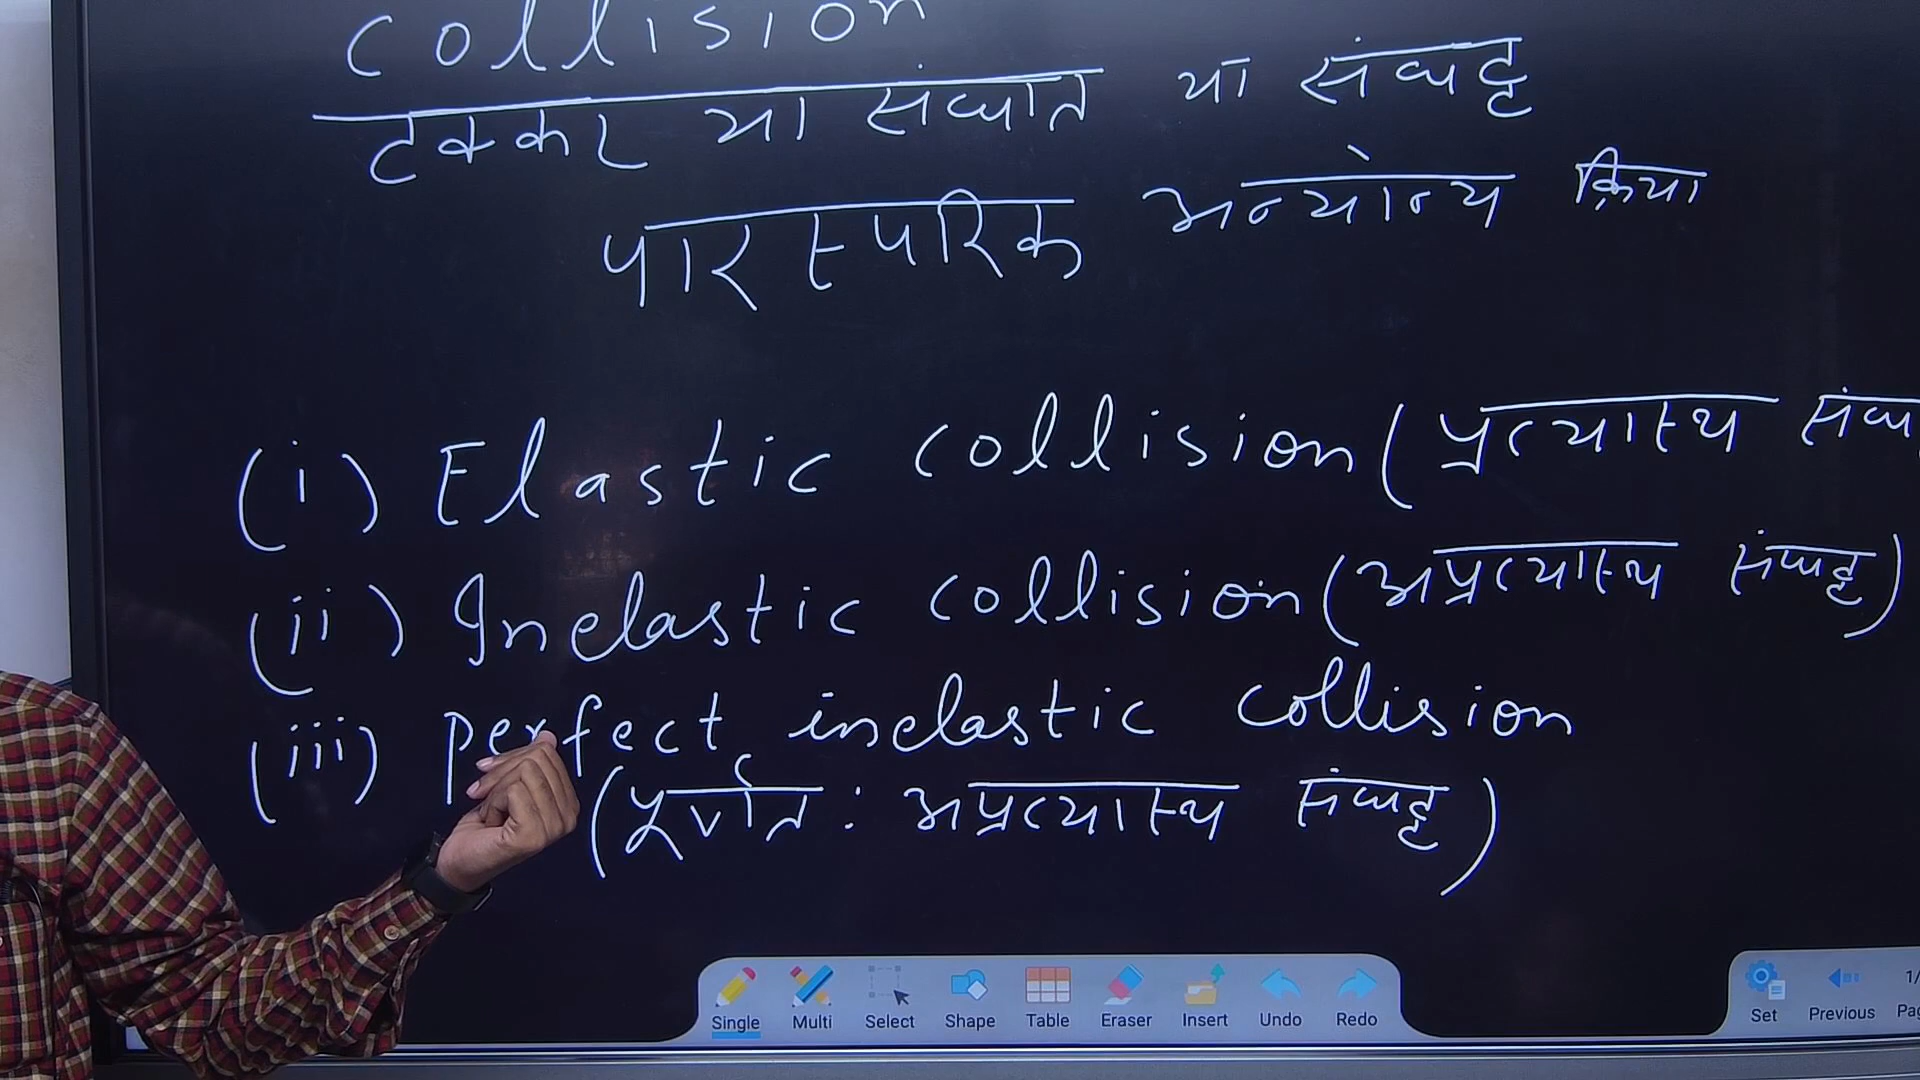 collision
टक्कर या संघात या संघट्ट
पारस्परिक अन्योन्य क्रिया
(i) Elastic collision (प्रत्यास्थ संघ
(ii) Inelastic collision (अप्रत्यास्थ संघट्ट)
(iii) perfect inelastic collision
(पूर्णत: अप्रत्यास्थ संघट्ट)
Single Multi Select Shape Table Eraser Insert Undo Redo
Set Previous
1/